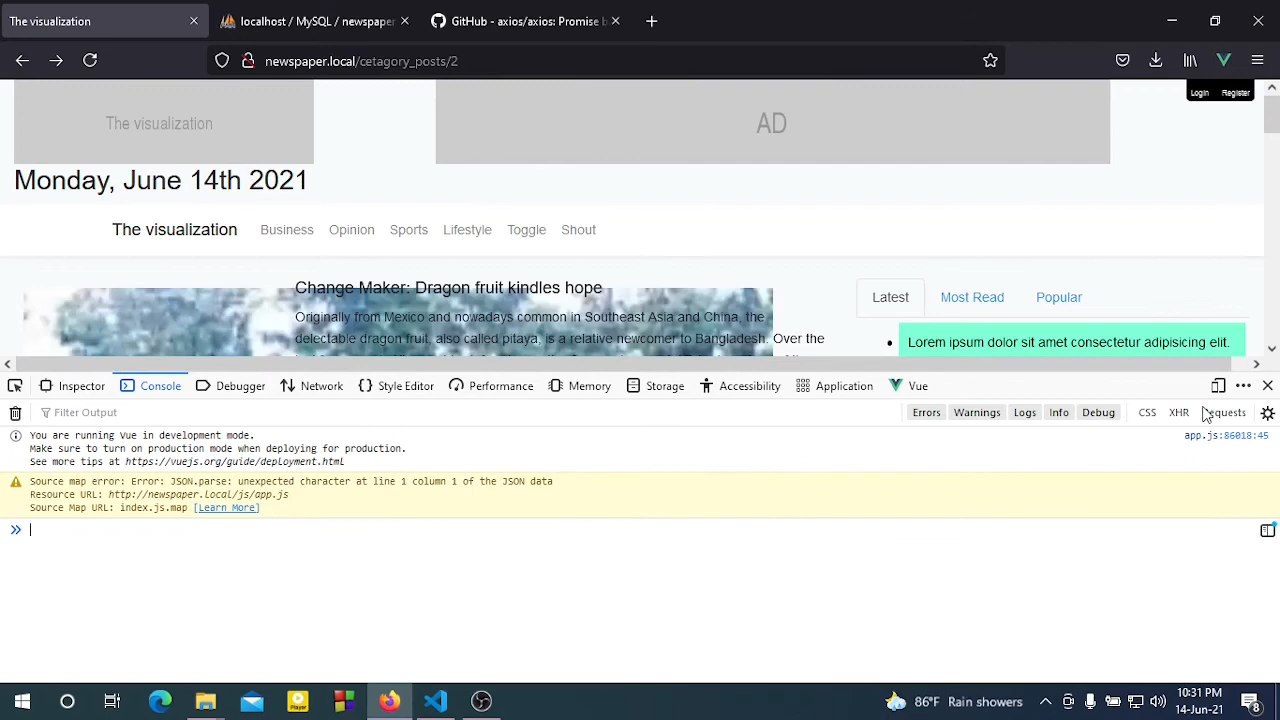 The visualization
localhost / MySQL / newspaper
GitHub - axios/axios: Promise b
newspaper.local/cetagory_posts/2
The visualization
AD
Login Register
Monday, June 14th 2021
The visualization Business Opinion Sports Lifestyle Toggle Shout
Change Maker: Dragon fruit kindles hope
Originally from Mexico and nowadays common in Southeast Asia and China, the
delectable dragon fruit, also called pitaya, is a relative newcomer to Bangladesh. Over the
Latest Most Read Popular
Lorem ipsum dolor sit amet consectetur adipisicing elit.
Inspector Console Debugger Network Style Editor Performance Memory Storage Accessibility Application Vue
Filter Output
Errors Warnings Logs Info Debug CSS XHR Requests
You are running Vue in development mode.
app.js:86018:45
Make sure to turn on production mode when deploying for production.
See more tips at https://vuejs.org/guide/deployment.html
Source map error: Error: JSON.parse: unexpected character at line 1 column 1 of the JSON data
Resource URL: http://newspaper.local/js/app.js
Source Map URL: index.js.map [Learn More]
Player
86°F Rain showers
10:31 PM
14-Jun-21
8